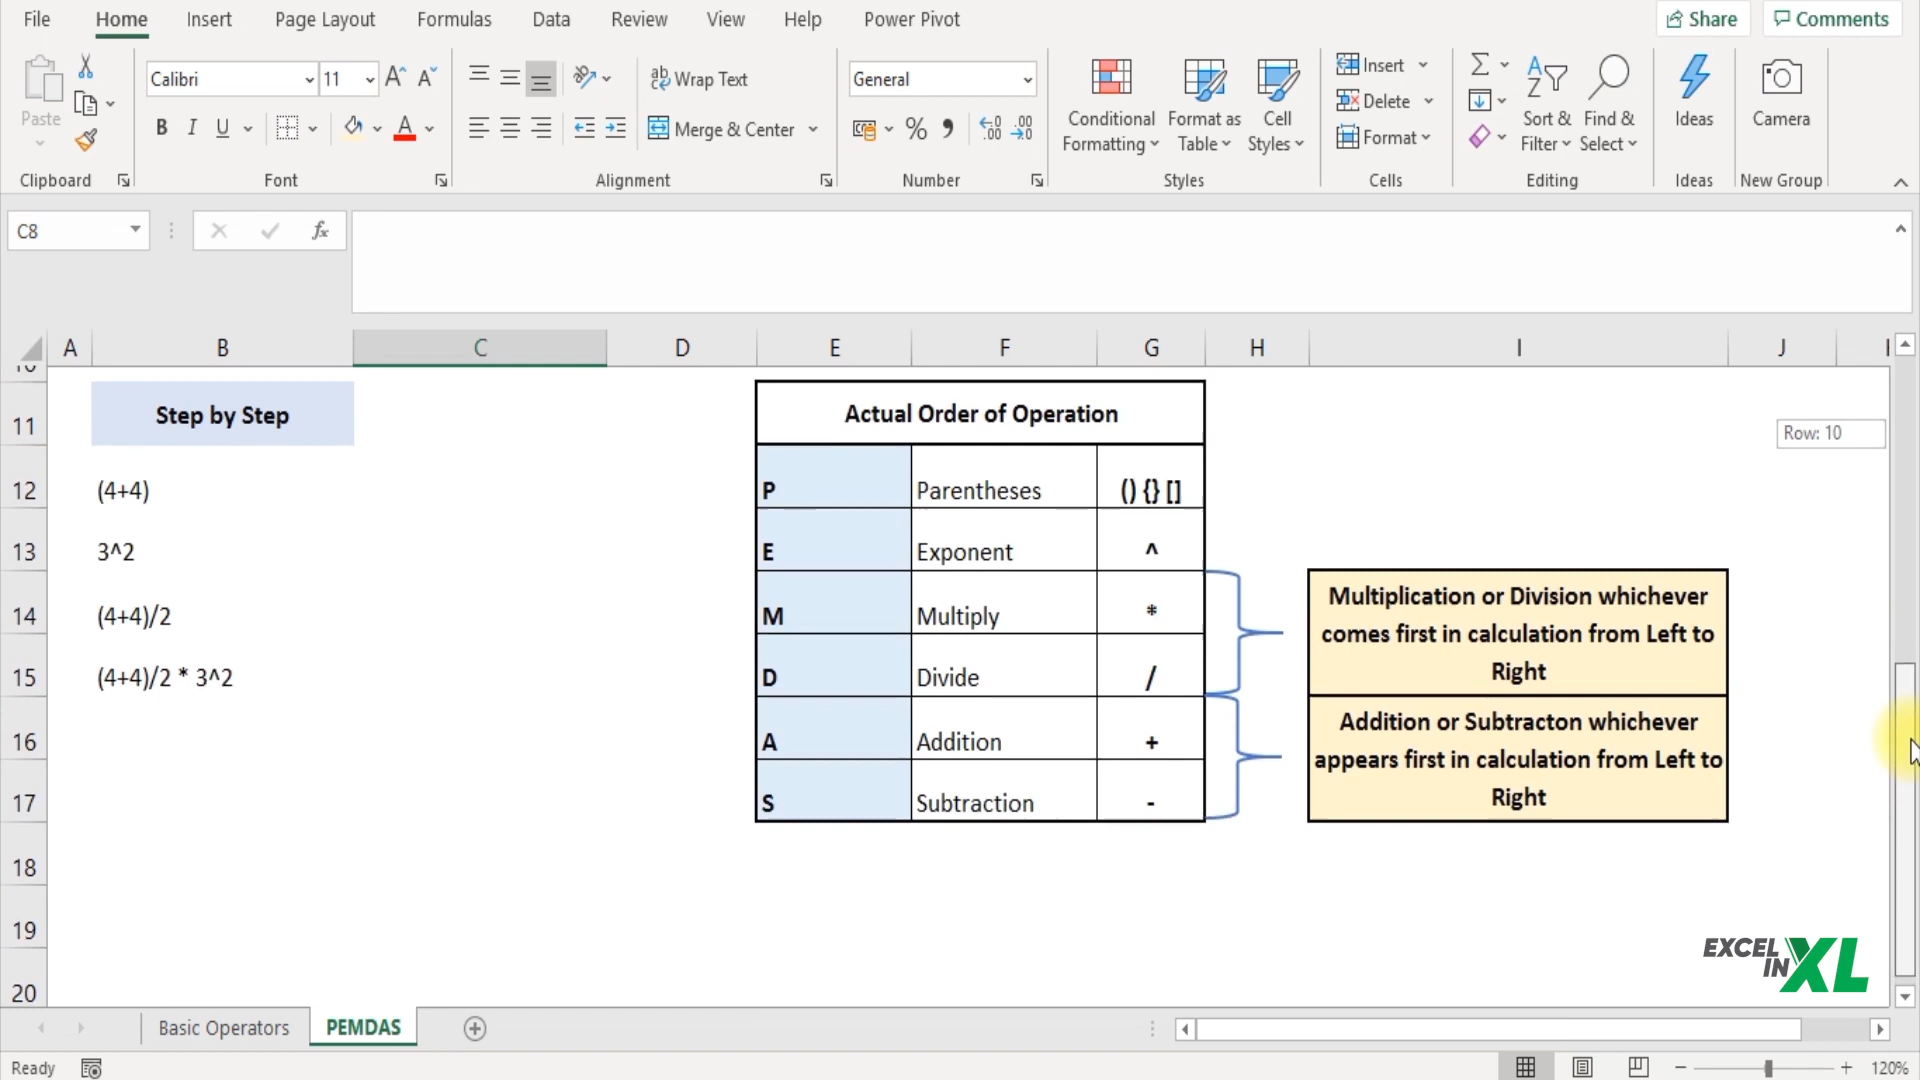 File Home Insert Page Layout Formulas Data Review View Help Power Pivot Share Comments
Paste
Calibri 11
Wrap Text
General
B I U
Merge & Center
Conditional Formatting
Format as Table
Cell Styles
Insert
Delete
Format
Sort & Filter
Find & Select
Ideas
Camera
Clipboard Font Alignment Number Styles Cells Editing Ideas New Group
C8 fx
A B C D E F G H I J
11 Step by Step Actual Order of Operation
Row: 10
12 (4+4) P Parentheses () {} []
13 3^2 E Exponent ^
14 (4+4)/2 M Multiply *
15 (4+4)/2 * 3^2 D Divide /
16 A Addition +
17 S Subtraction -
Multiplication or Division whichever
comes first in calculation from Left to
Right
Addition or Subtracton whichever
appears first in calculation from Left to
Right
18
19
20
EXCEL
IN XL
Basic Operators PEMDAS
Ready 120%